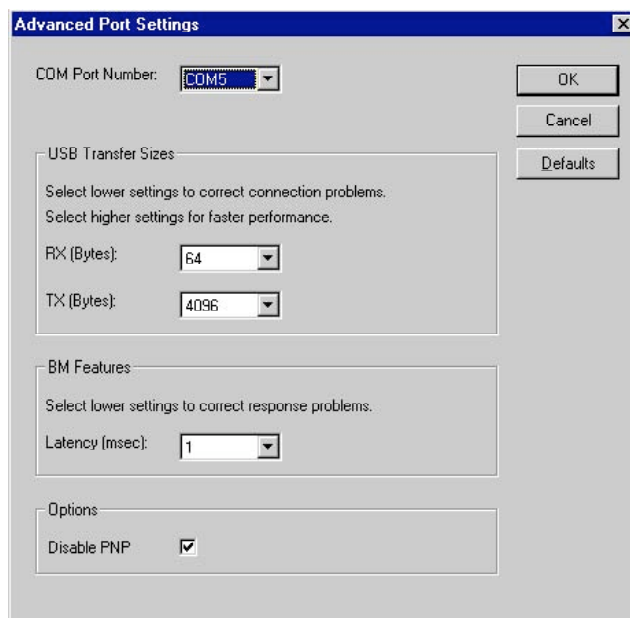 Advanced Port Settings
COM Port Number: COM5
OK
Cancel
Defaults
USB Transfer Sizes
Select lower settings to correct connection problems.
Select higher settings for faster performance.
RX (Bytes): 64
TX (Bytes): 4096
BM Features
Select lower settings to correct response problems.
Latency (msec): 1
Options
Disable PNP